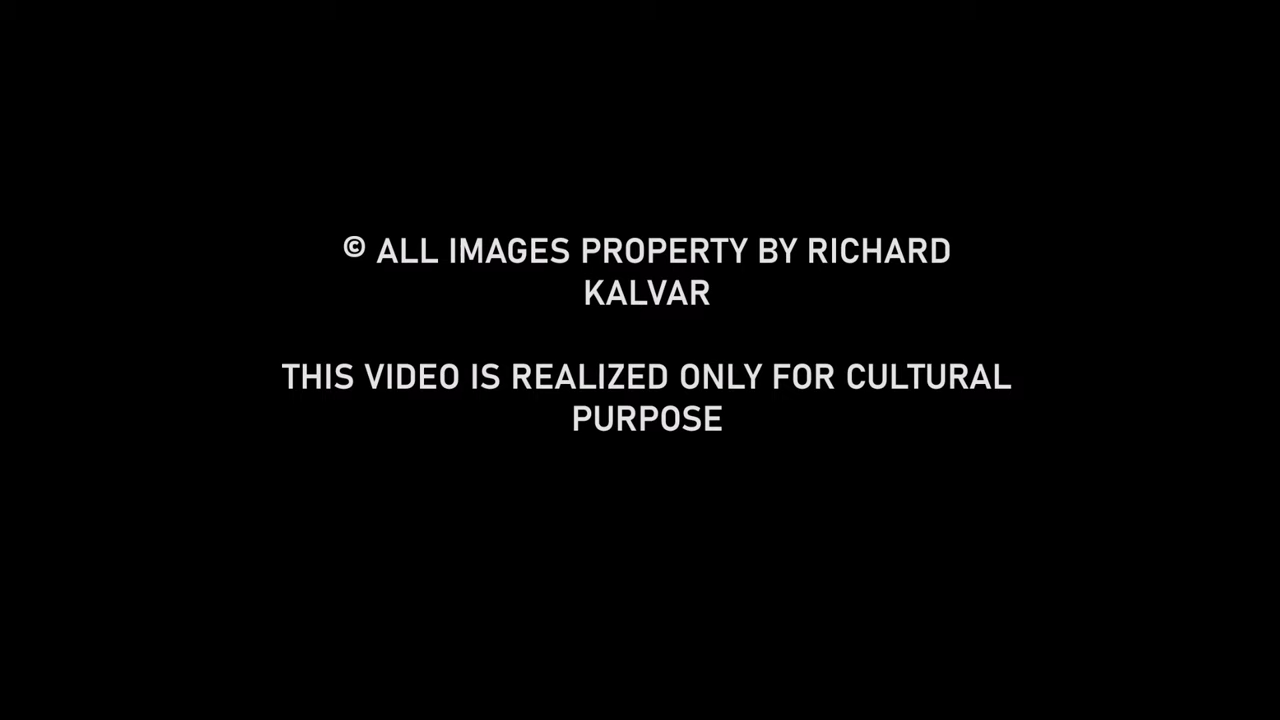 © ALL IMAGES PROPERTY BY RICHARD
KALVAR
THIS VIDEO IS REALIZED ONLY FOR CULTURAL
PURPOSE